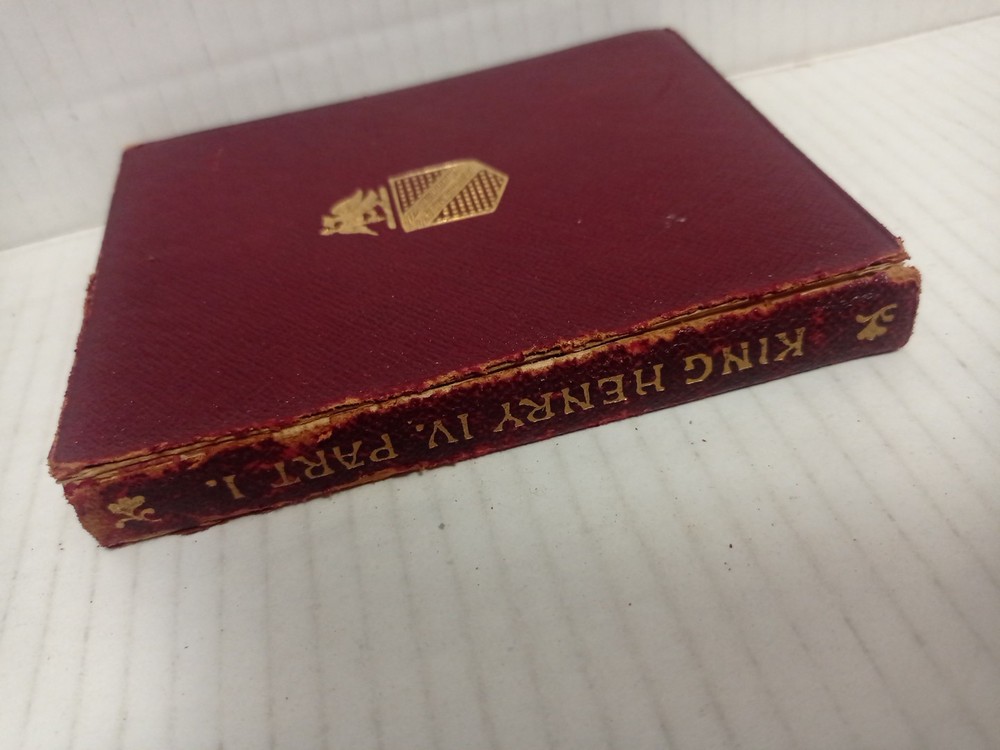 KING HENRY IV. PART I.